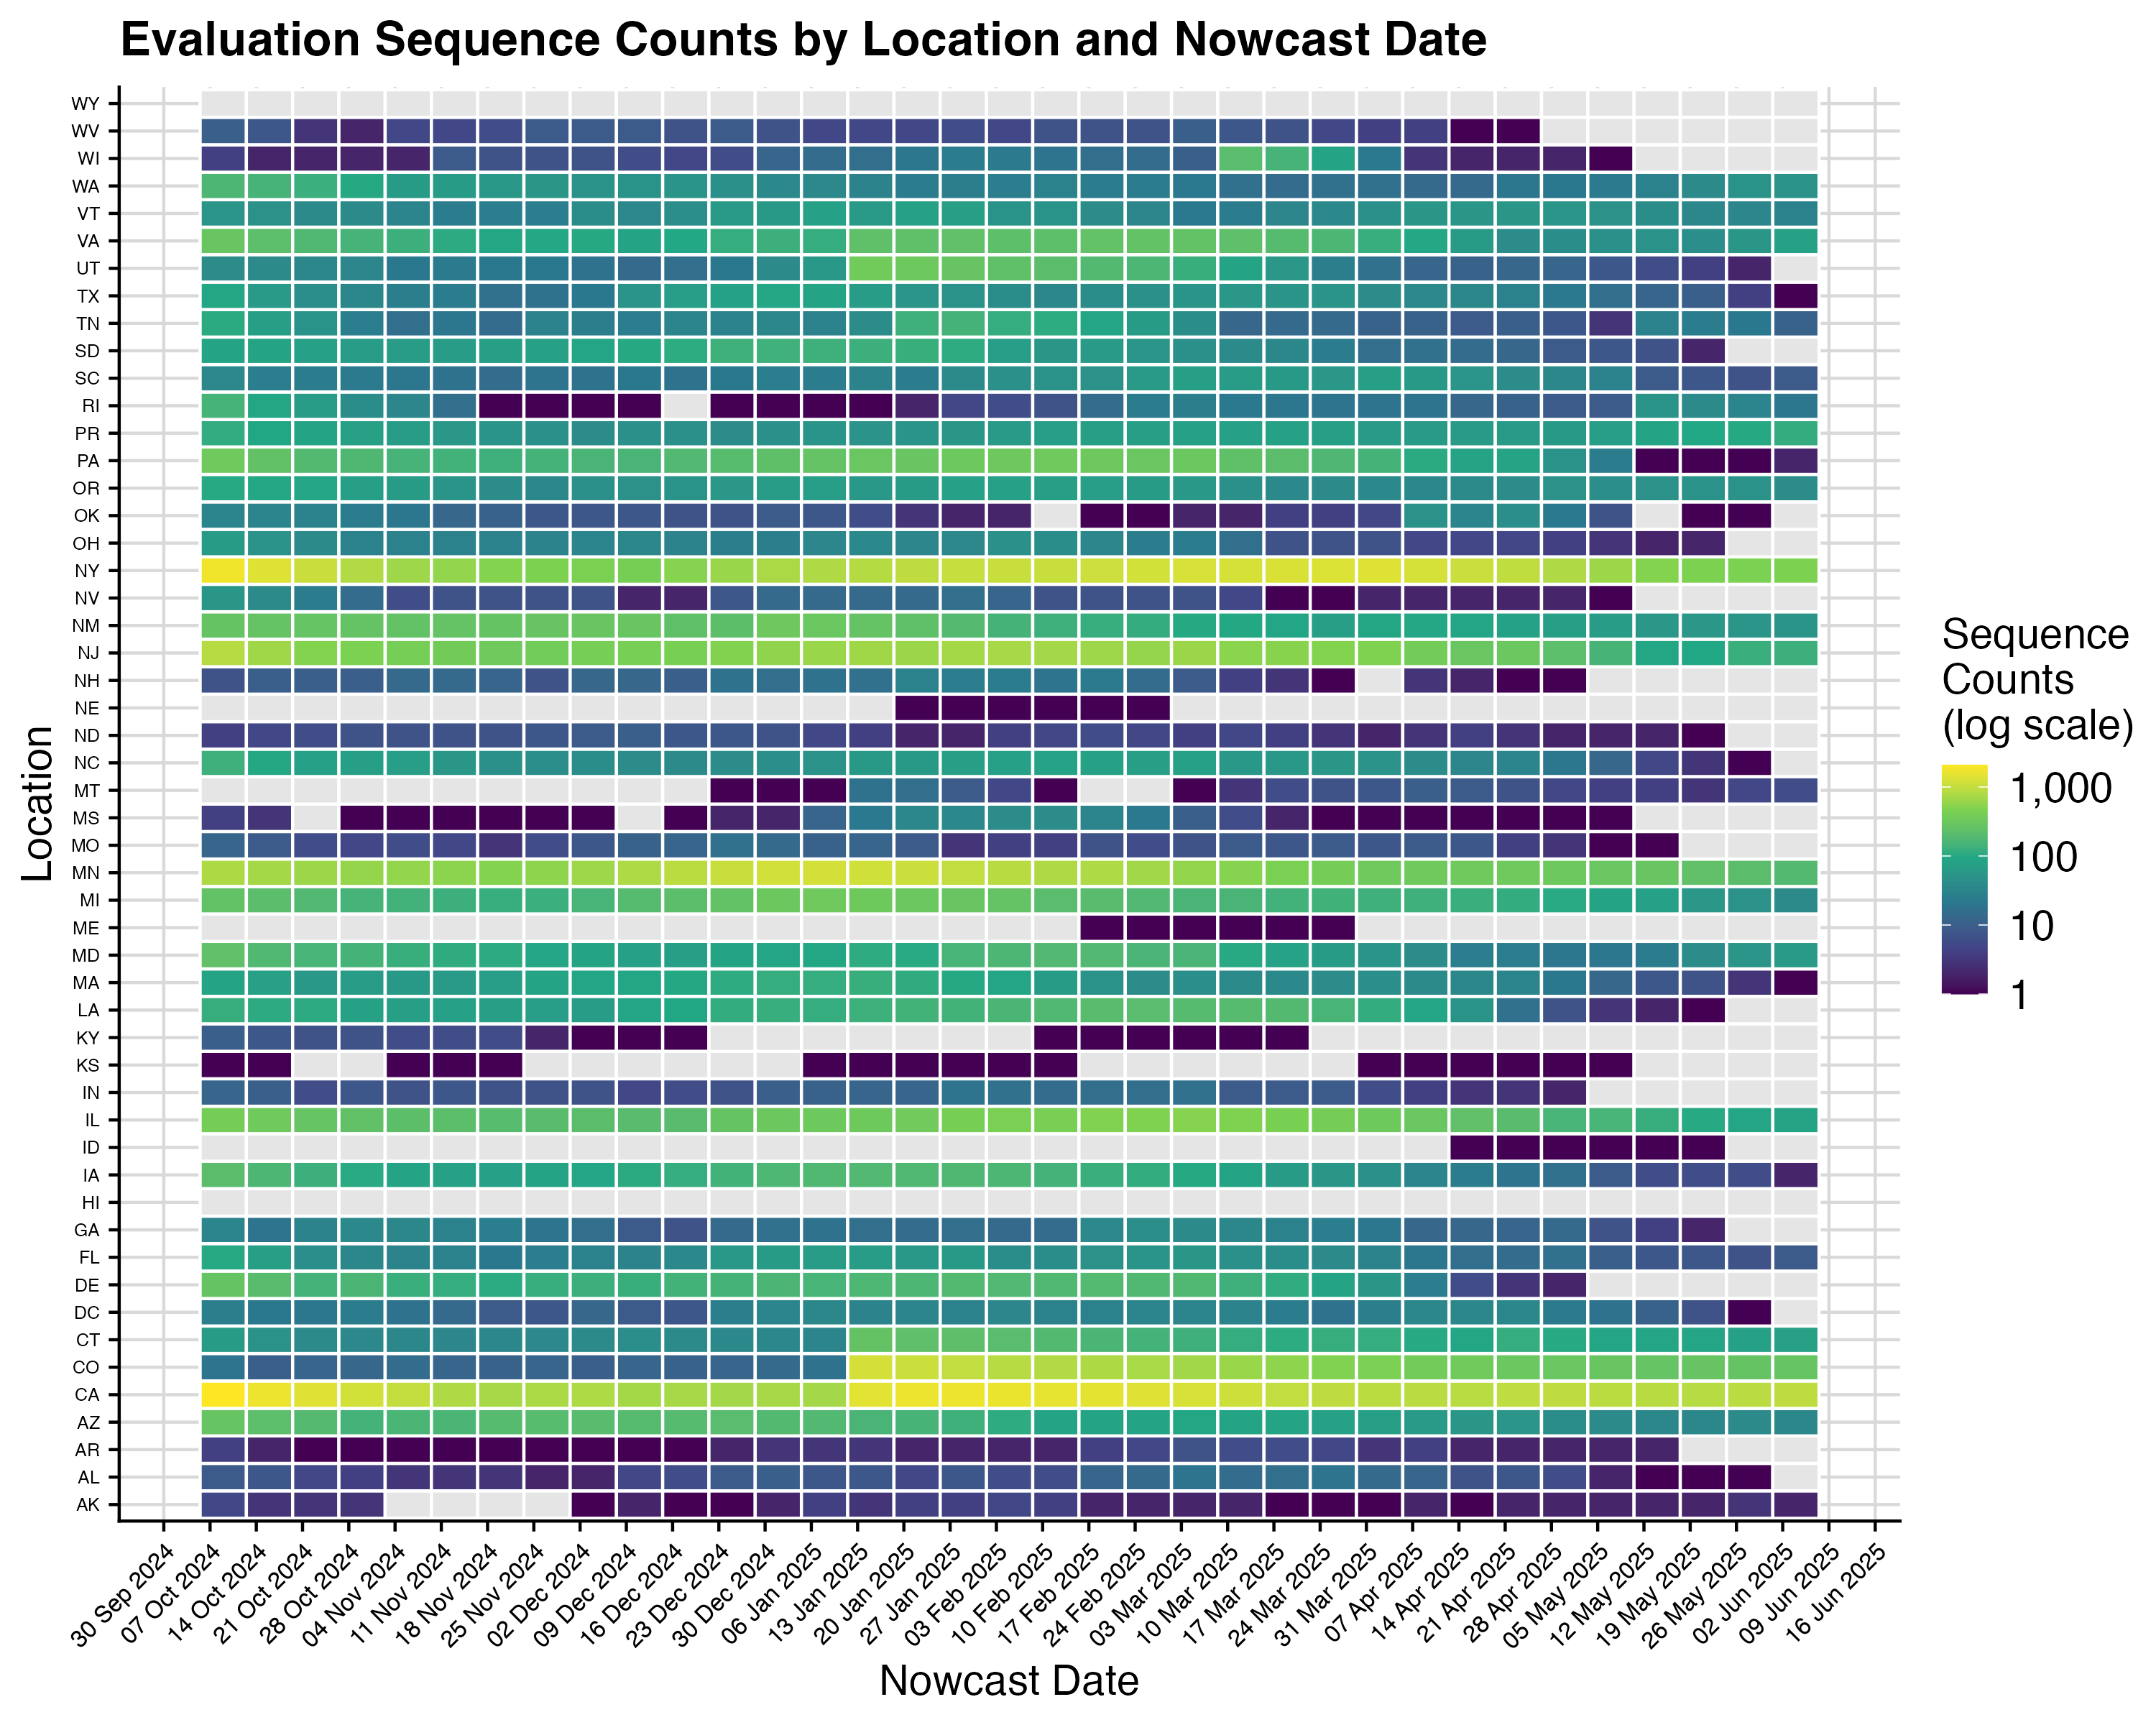 Evaluation Sequence Counts by Location and Nowcast Date
WY
WV
WI
WA
VT
VA
UT
TX
TN
SD
SC
RI
PR
PA
OR
OK
OH
NY
NV
NM
NJ
NH
NE
ND
NC
MT
MS
MO
MN
MI
ME
MD
MA
LA
KY
KS
IN
IL
ID
IA
HI
GA
FL
DE
DC
CT
CO
CA
AZ
AR
AL
AK
Location
30 Sep 2024
07 Oct 2024
14 Oct 2024
21 Oct 2024
28 Oct 2024
04 Nov 2024
11 Nov 2024
18 Nov 2024
25 Nov 2024
02 Dec 2024
09 Dec 2024
16 Dec 2024
23 Dec 2024
30 Dec 2024
06 Jan 2025
13 Jan 2025
20 Jan 2025
27 Jan 2025
03 Feb 2025
10 Feb 2025
17 Feb 2025
24 Feb 2025
03 Mar 2025
10 Mar 2025
17 Mar 2025
24 Mar 2025
31 Mar 2025
07 Apr 2025
14 Apr 2025
21 Apr 2025
28 Apr 2025
05 May 2025
12 May 2025
19 May 2025
26 May 2025
02 Jun 2025
09 Jun 2025
16 Jun 2025
Nowcast Date
Sequence
Counts
(log scale)
1,000
100
10
1